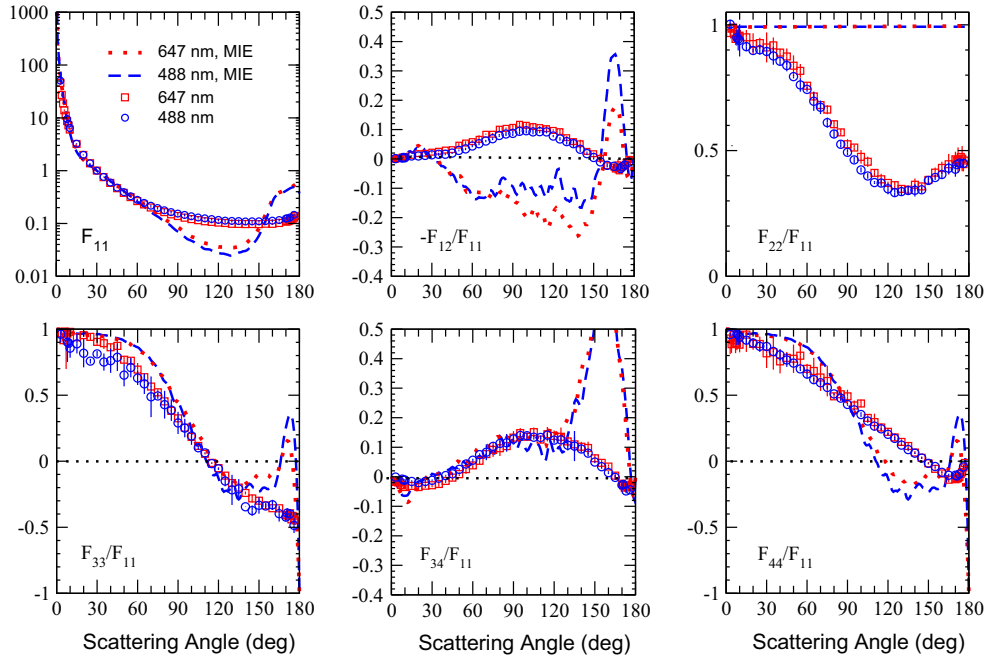 1000
100
10
1
0.1
0.01
647 nm, MIE
488 nm, MIE
647 nm
488 nm
F11
0 30 60 90 120 150 180
0.5
0.4
0.3
0.2
0.1
0
-0.1
-0.2
-0.3
-0.4
-F12/F11
0 30 60 90 120 150 180
1
0.5
0
F22/F11
0 30 60 90 120 150 180
1
0.5
0
-0.5
-1
F33/F11
0 30 60 90 120 150 180
Scattering Angle (deg)
0.5
0.4
0.3
0.2
0.1
0
-0.1
-0.2
-0.3
-0.4
F34/F11
0 30 60 90 120 150 180
Scattering Angle (deg)
1
0.5
0
-0.5
-1
F44/F11
0 30 60 90 120 150 180
Scattering Angle (deg)